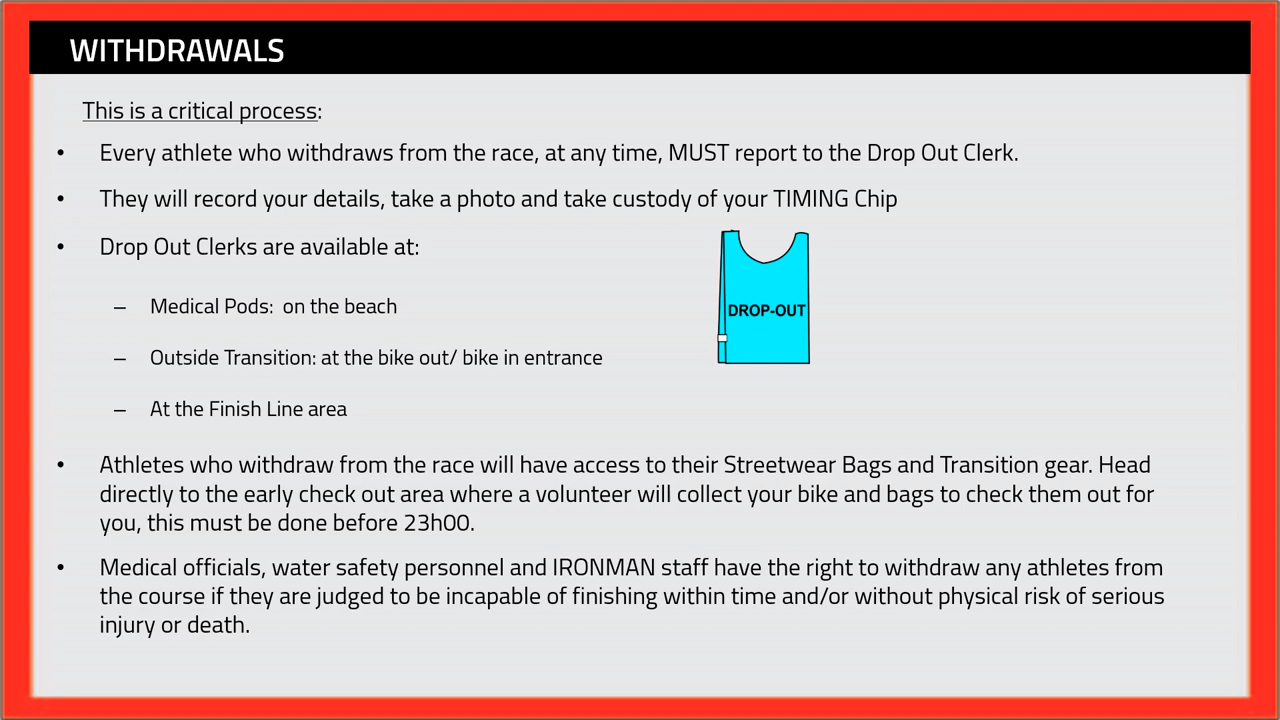 WITHDRAWALS
This is a critical process:
• Every athlete who withdraws from the race, at any time, MUST report to the Drop Out Clerk.
• They will record your details, take a photo and take custody of your TIMING Chip
• Drop Out Clerks are available at:
– Medical Pods:  on the beach
– Outside Transition: at the bike out/ bike in entrance
– At the Finish Line area
DROP-OUT
• Athletes who withdraw from the race will have access to their Streetwear Bags and Transition gear. Head
directly to the early check out area where a volunteer will collect your bike and bags to check them out for
you, this must be done before 23h00.
• Medical officials, water safety personnel and IRONMAN staff have the right to withdraw any athletes from
the course if they are judged to be incapable of finishing within time and/or without physical risk of serious
injury or death.